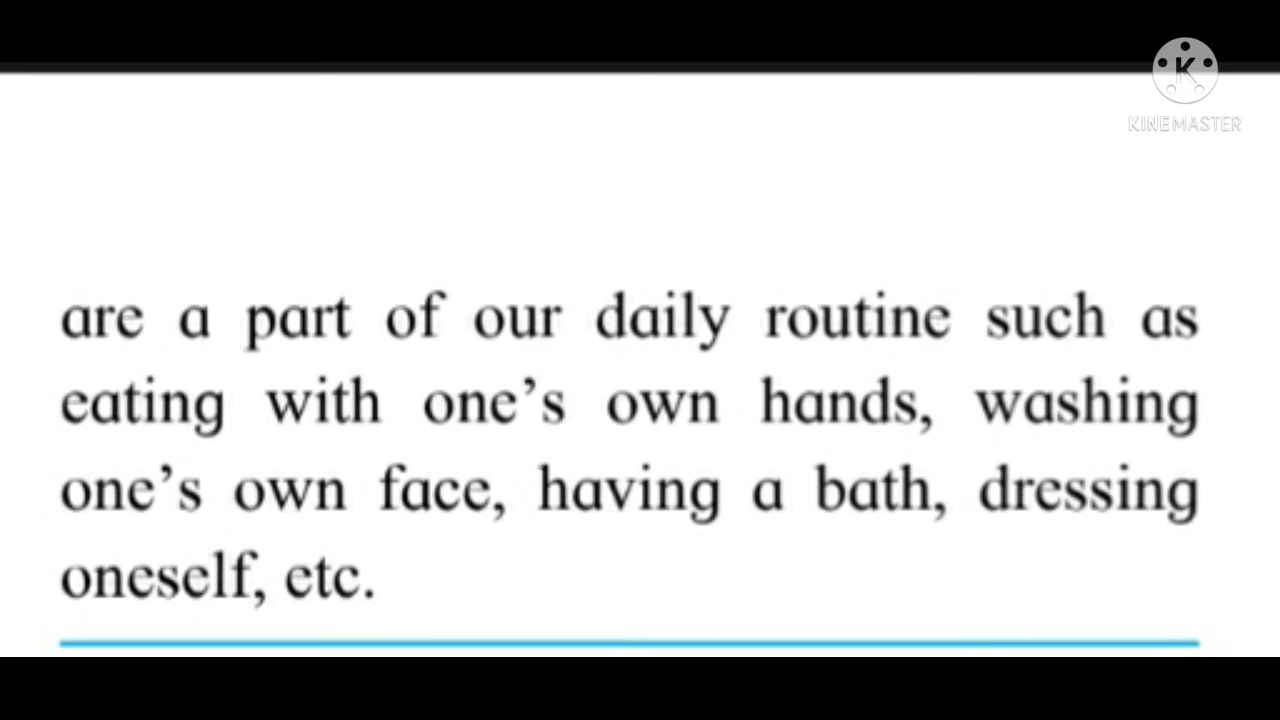 KINEMASTER
are a part of our daily routine such as
eating with one's own hands, washing
one's own face, having a bath, dressing
oneself, etc.